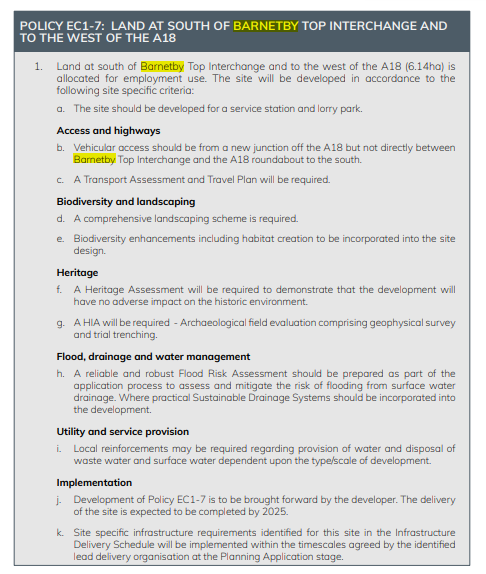 POLICY EC1-7: LAND AT SOUTH OF BARNETBY TOP INTERCHANGE AND
TO THE WEST OF THE A18
1. Land at south of Barnetby Top Interchange and to the west of the A18 (6.14ha) is
allocated for employment use. The site will be developed in accordance to the
following site specific criteria:
a. The site should be developed for a service station and lorry park.
Access and highways
b. Vehicular access should be from a new junction off the A18 but not directly between
Barnetby Top Interchange and the A18 roundabout to the south.
c. A Transport Assessment and Travel Plan will be required.
Biodiversity and landscaping
d. A comprehensive landscaping scheme is required.
e. Biodiversity enhancements including habitat creation to be incorporated into the site
design.
Heritage
f. A Heritage Assessment will be required to demonstrate that the development will
have no adverse impact on the historic environment.
g. A HIA will be required - Archaeological field evaluation comprising geophysical survey
and trial trenching.
Flood, drainage and water management
h. A reliable and robust Flood Risk Assessment should be prepared as part of the
application process to assess and mitigate the risk of flooding from surface water
drainage. Where practical Sustainable Drainage Systems should be incorporated into
the development.
Utility and service provision
i. Local reinforcements may be required regarding provision of water and disposal of
waste water and surface water dependent upon the type/scale of development.
Implementation
j. Development of Policy EC1-7 is to be brought forward by the developer. The delivery
of the site is expected to be completed by 2025.
k. Site specific infrastructure requirements identified for this site in the Infrastructure
Delivery Schedule will be implemented within the timescales agreed by the identified
lead delivery organisation at the Planning Application stage.